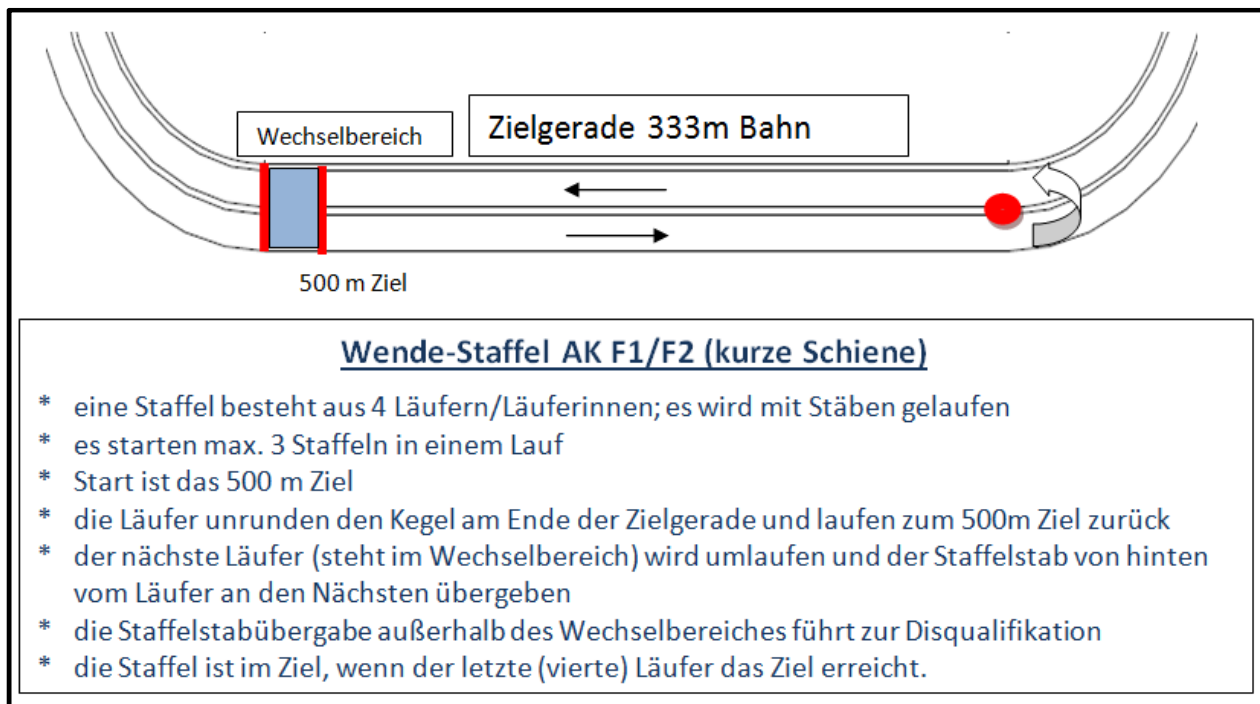 Wechselbereich
Zielgerade 333m Bahn
500 m Ziel
Wende-Staffel AK F1/F2 (kurze Schiene)
* eine Staffel besteht aus 4 Läufern/Läuferinnen; es wird mit Stäben gelaufen
* es starten max. 3 Staffeln in einem Lauf
* Start ist das 500 m Ziel
* die Läufer unrunden den Kegel am Ende der Zielgerade und laufen zum 500m Ziel zurück
* der nächste Läufer (steht im Wechselbereich) wird umlaufen und der Staffelstab von hinten
vom Läufer an den Nächsten übergeben
* die Staffelstabübergabe außerhalb des Wechselbereiches führt zur Disqualifikation
* die Staffel ist im Ziel, wenn der letzte (vierte) Läufer das Ziel erreicht.